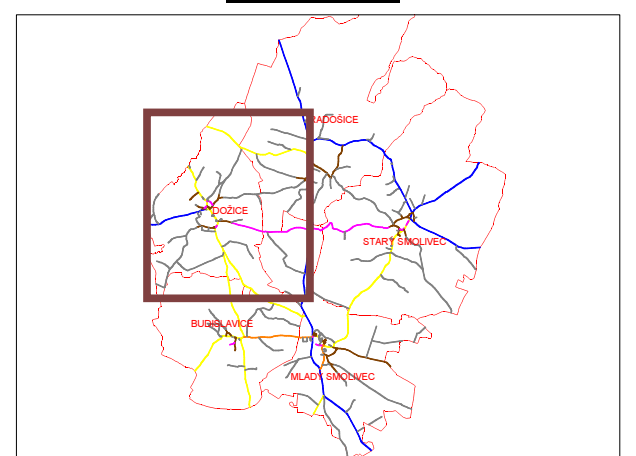 RADOŠICE
DOŽICE
STARÝ SMOLIVEC
BUDISLAVICE
MLADÝ SMOLIVEC